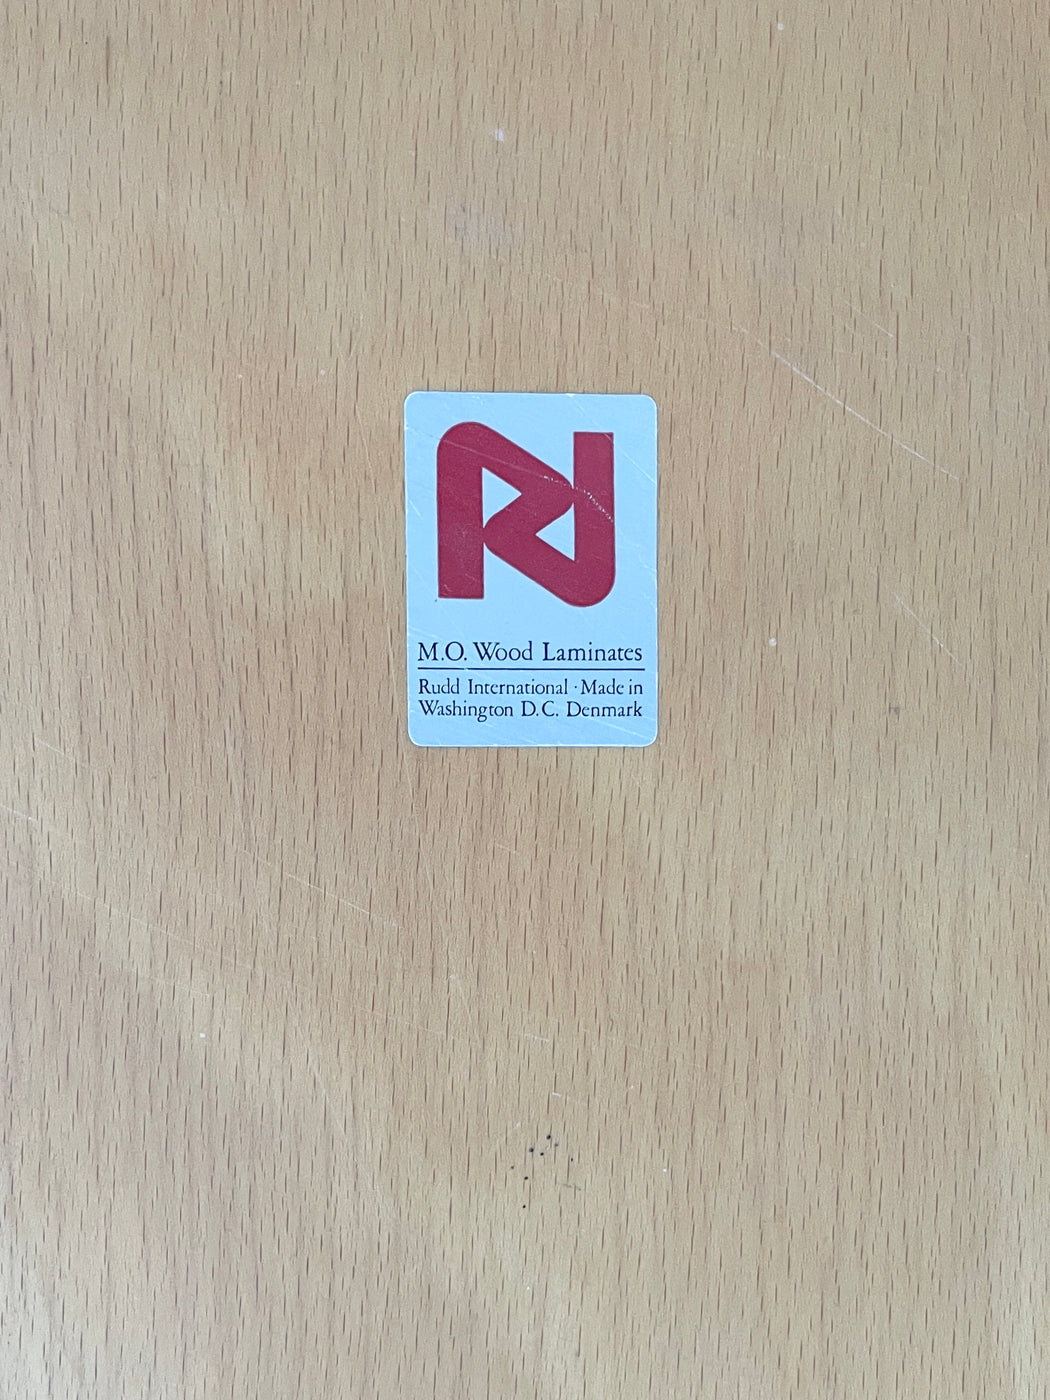 M.O. Wood Laminates
Rudd International · Made in
Washington D.C. Denmark